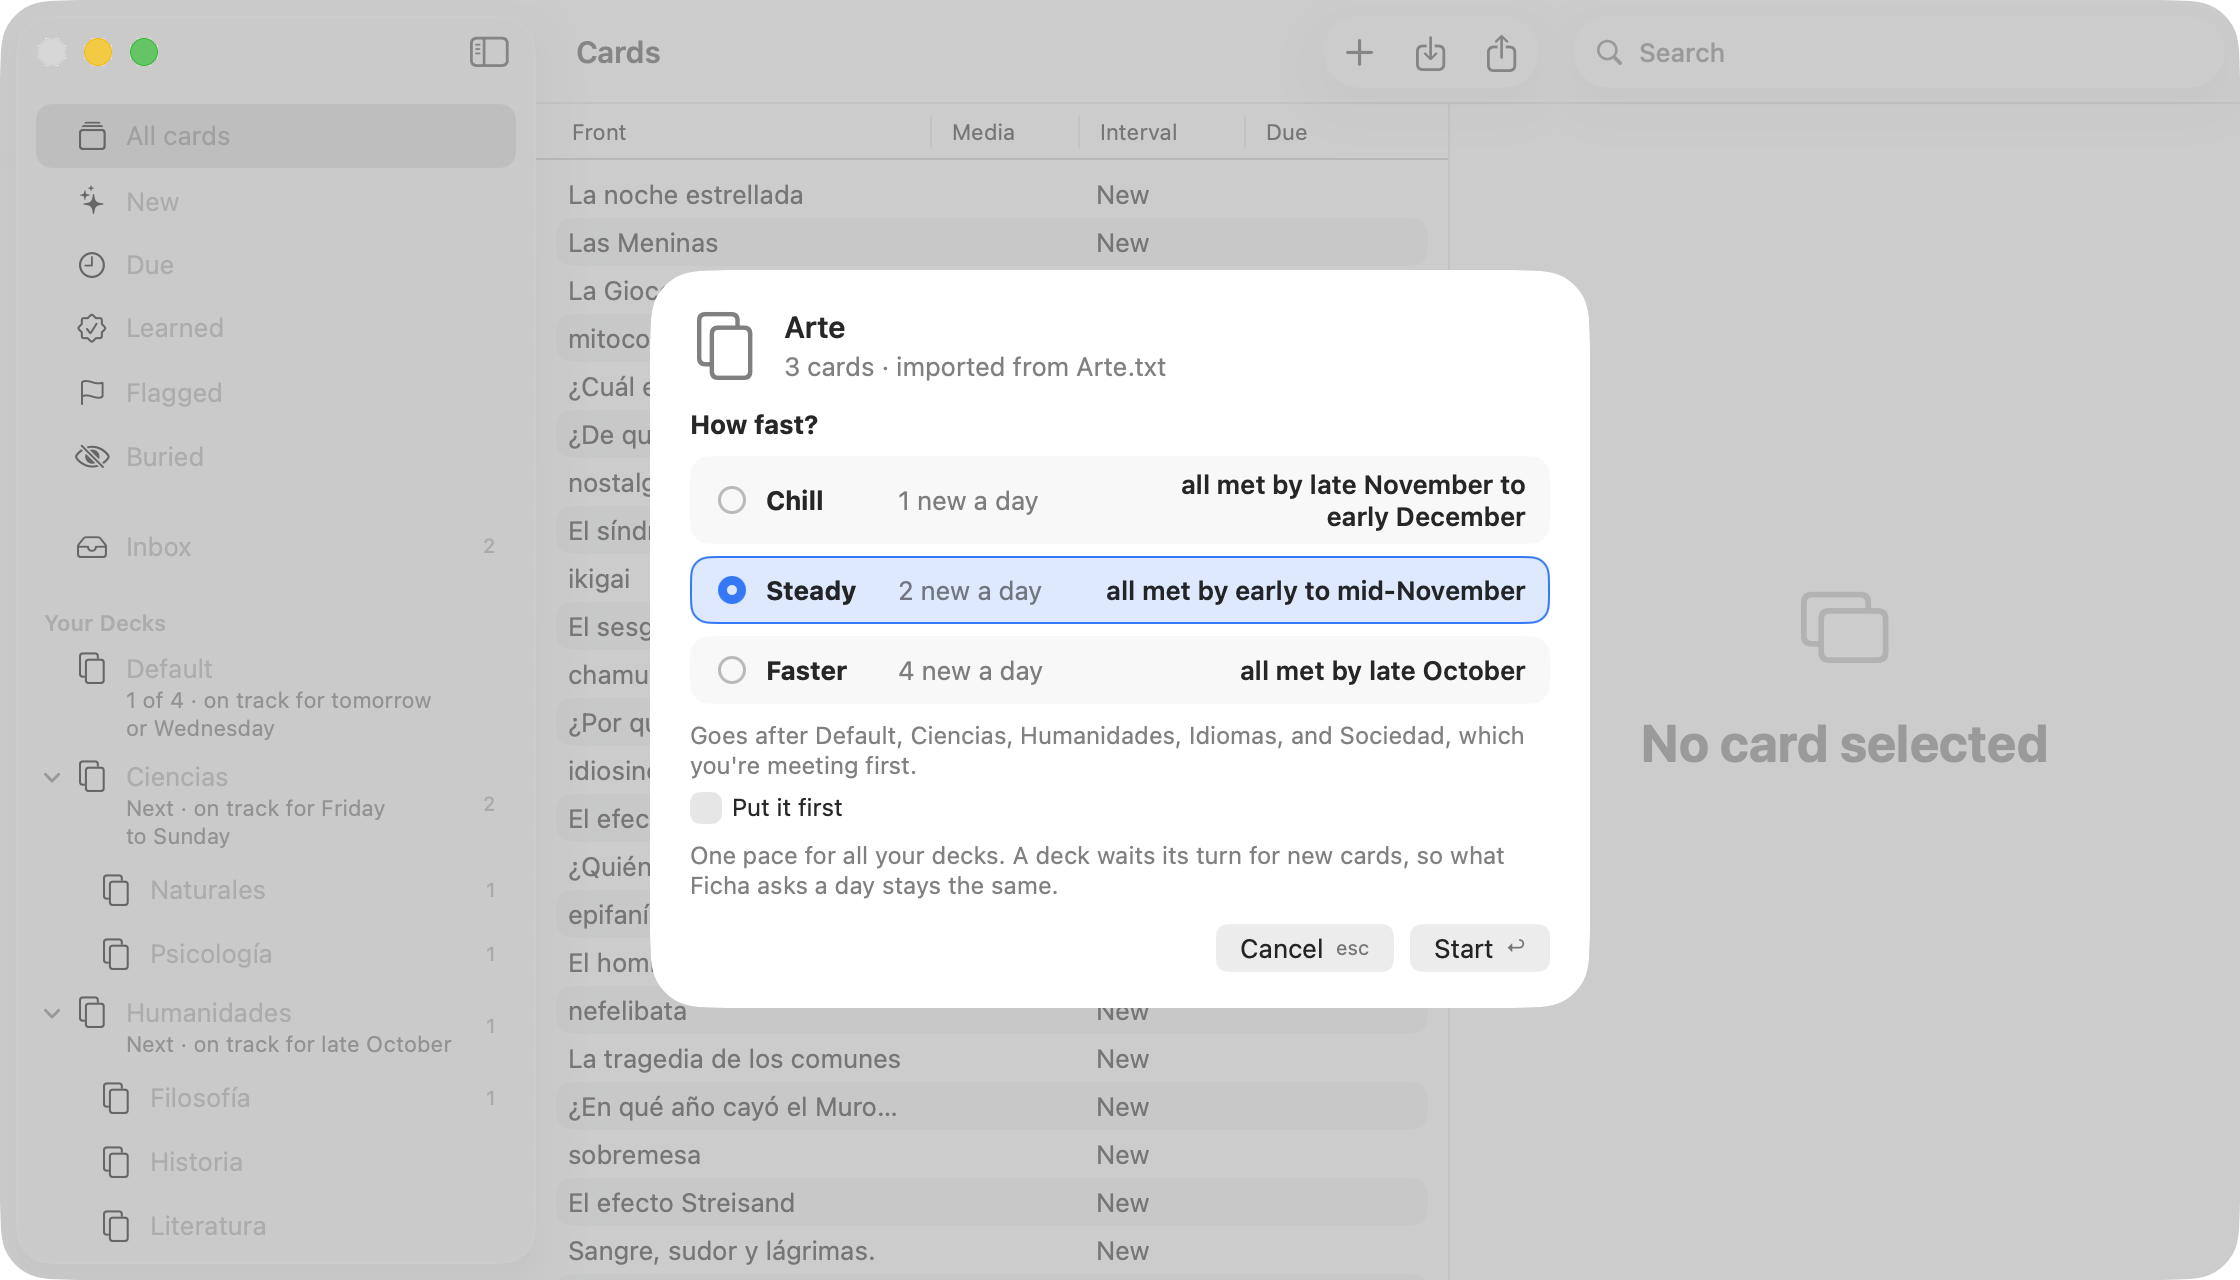 Cards
Search
All cards
New
Due
Learned
Flagged
Buried
Inbox 2
Your Decks
Default
1 of 4 · on track for tomorrow
or Wednesday
Ciencias
Next · on track for Friday
to Sunday
2
Naturales 1
Psicología 1
Humanidades
Next · on track for late October
1
Filosofía 1
Historia
Literatura
Front Media Interval Due
La noche estrellada New
Las Meninas New
La Gioc
mitoco
¿Cuál e
¿De qu
nostalg
El sínd
ikigai
El sesg
chamu
¿Por qu
idiosin
El efec
¿Quién
epifaní
El hom
nefelibata New
La tragedia de los comunes New
¿En qué año cayó el Muro... New
sobremesa New
El efecto Streisand New
Sangre, sudor y lágrimas. New
Arte
3 cards · imported from Arte.txt
How fast?
Chill 1 new a day all met by late November to
early December
Steady 2 new a day all met by early to mid-November
Faster 4 new a day all met by late October
Goes after Default, Ciencias, Humanidades, Idiomas, and Sociedad, which
you're meeting first.
Put it first
One pace for all your decks. A deck waits its turn for new cards, so what
Ficha asks a day stays the same.
Cancel esc
Start
No card selected